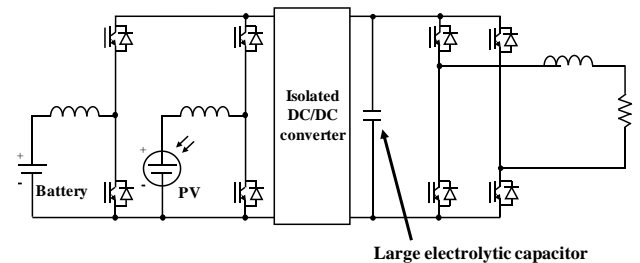 Isolated
DC/DC
converter
+
-
Battery
+
-
PV
Large electrolytic capacitor